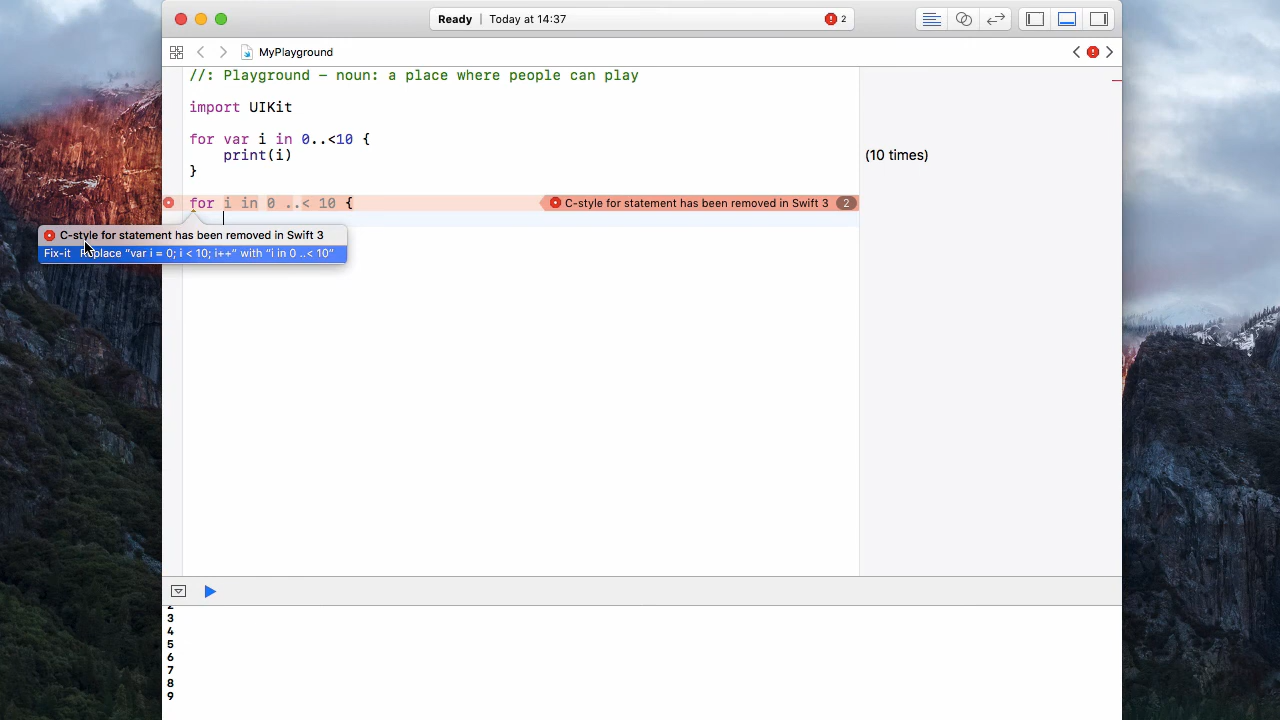 Ready | Today at 14:37
2
MyPlayground
//: Playground – noun: a place where people can play
import UIKit
for var i in 0..<10 {
print(i)
(10 times)
}
for i in 0 ..< 10 {
C-style for statement has been removed in Swift 3 2
C-style for statement has been removed in Swift 3
Fix-it Replace "var i = 0; i < 10; i++" with "i in 0 ..< 10"
2
3
4
5
6
7
8
9